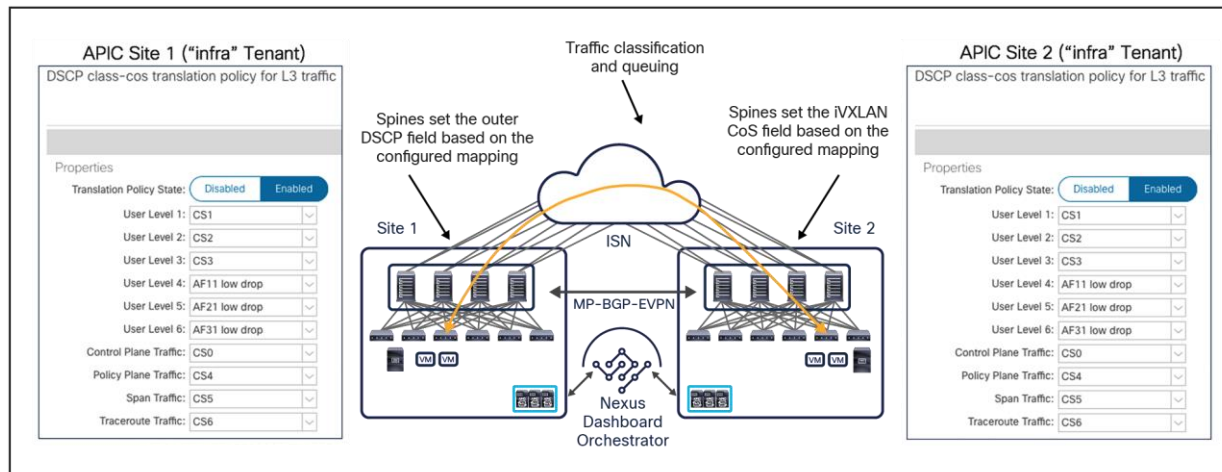 APIC Site 1 (“infra” Tenant)
DSCP class-cos translation policy for L3 traffic
Properties
Translation Policy State: Disabled Enabled
User Level 1: CS1
User Level 2: CS2
User Level 3: CS3
User Level 4: AF11 low drop
User Level 5: AF21 low drop
User Level 6: AF31 low drop
Control Plane Traffic: CS0
Policy Plane Traffic: CS4
Span Traffic: CS5
Traceroute Traffic: CS6
Traffic classification
and queuing
Spines set the outer
DSCP field based on the
configured mapping
Spines set the iVXLAN
CoS field based on the
configured mapping
Site 1
ISN
Site 2
MP-BGP-EVPN
VM VM
VM VM
Nexus
Dashboard
Orchestrator
APIC Site 2 (“infra” Tenant)
DSCP class-cos translation policy for L3 traffic
Properties
Translation Policy State: Disabled Enabled
User Level 1: CS1
User Level 2: CS2
User Level 3: CS3
User Level 4: AF11 low drop
User Level 5: AF21 low drop
User Level 6: AF31 low drop
Control Plane Traffic: CS0
Policy Plane Traffic: CS4
Span Traffic: CS5
Traceroute Traffic: CS6